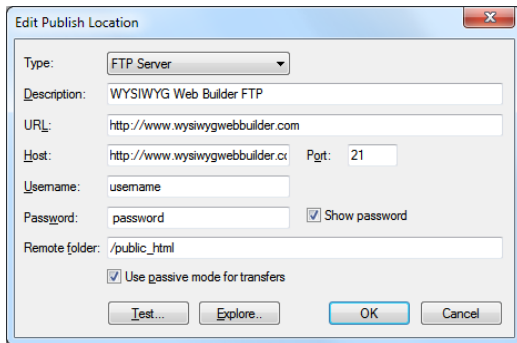 Edit Publish Location
Type: FTP Server
Description: WYSIWYG Web Builder FTP
URL: http://www.wysiwygwebbuilder.com
Host: http://www.wysiwygwebbuilder.cc Port: 21
Username: username
Password: password Show password
Remote folder: /public_html
Use passive mode for transfers
Test... Explore.. OK Cancel